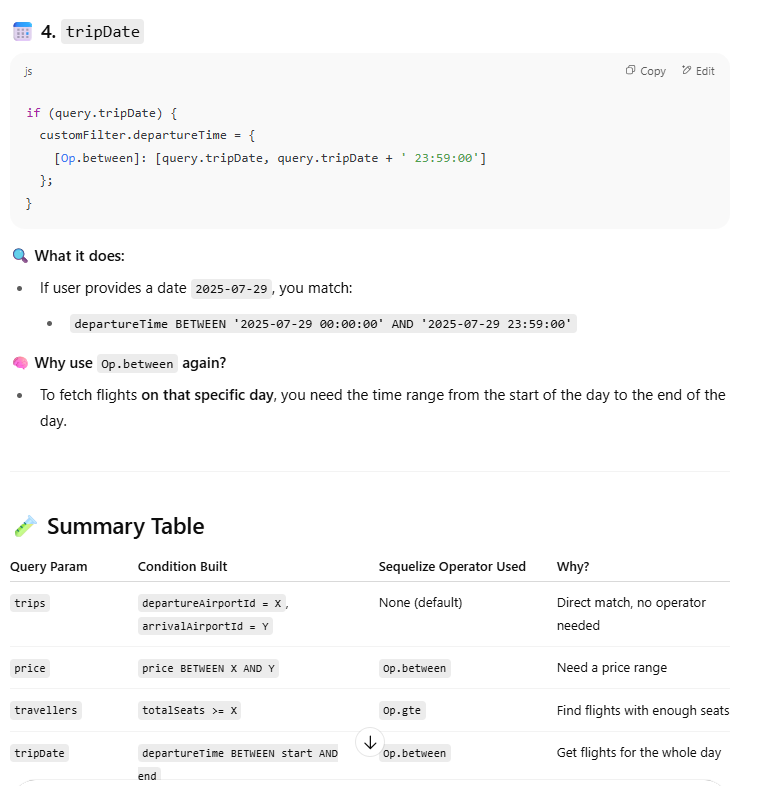 4. tripDate
js
Copy
Edit
if (query.tripDate) {
customFilter.departureTime = {
[Op.between]: [query.tripDate, query.tripDate + ' 23:59:00']
};
}
What it does:
If user provides a date 2025-07-29, you match:
departureTime BETWEEN '2025-07-29 00:00:00' AND '2025-07-29 23:59:00'
Why use Op.between again?
To fetch flights on that specific day, you need the time range from the start of the day to the end of the
day.
Summary Table
Query Param Condition Built Sequelize Operator Used Why?
trips departureAirportId = X, None (default) Direct match, no operator
arrivalAirportId = Y needed
price price BETWEEN X AND Y Op.between Need a price range
travellers totalSeats >= X Op.gte Find flights with enough seats
tripDate departureTime BETWEEN start AND Op.between Get flights for the whole day
end